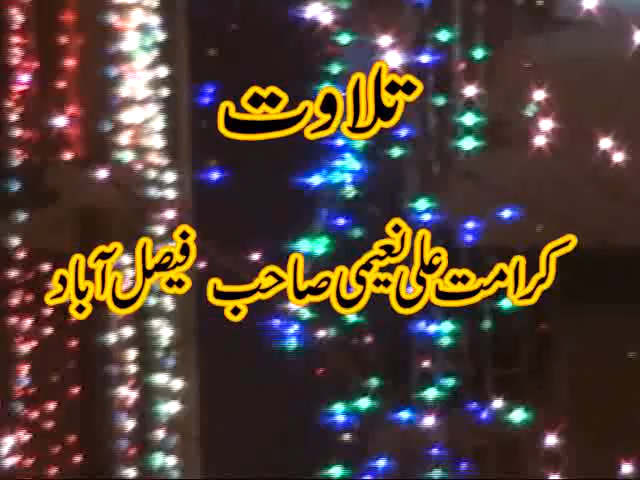 تلاوت
کرامت علی نعیمی صاحب فیصل آباد